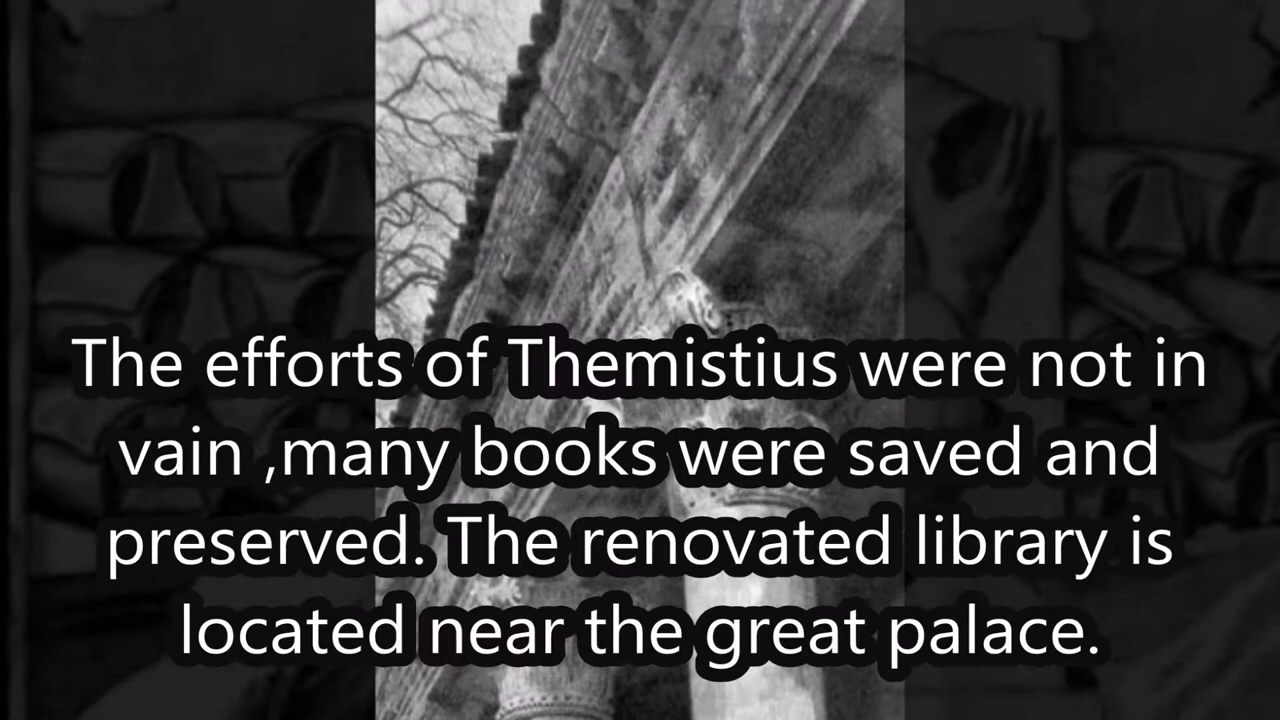 The efforts of Themistius were not in
vain ,many books were saved and
preserved. The renovated library is
located near the great palace.